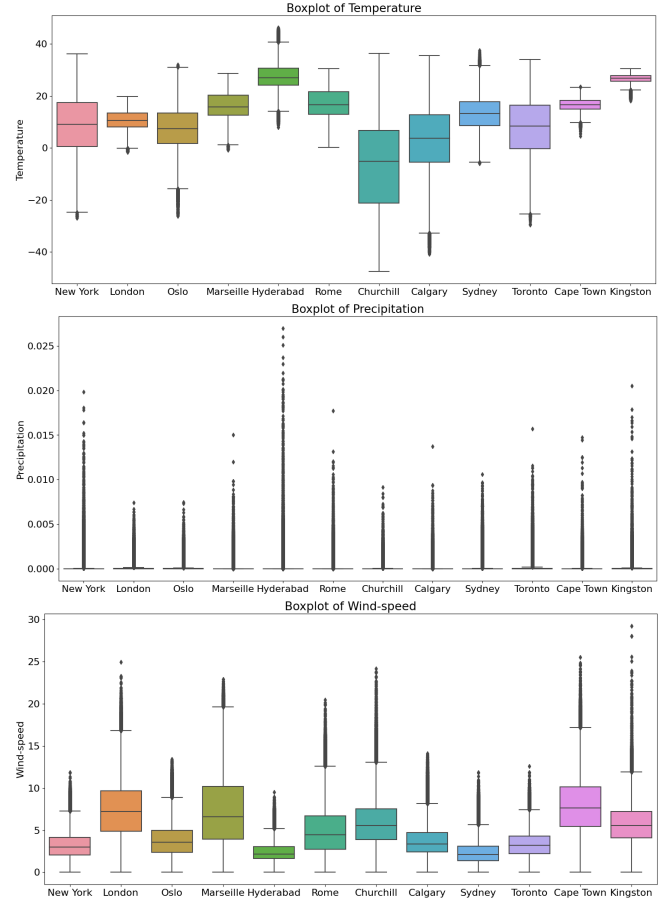 Boxplot of Temperature
Temperature
40
20
0
−20
−40
New York London Oslo Marseille Hyderabad Rome Churchill Calgary Sydney Toronto Cape Town Kingston
Boxplot of Precipitation
Precipitation
0.025
0.020
0.015
0.010
0.005
0.000
New York London Oslo Marseille Hyderabad Rome Churchill Calgary Sydney Toronto Cape Town Kingston
Boxplot of Wind-speed
Wind-speed
30
25
20
15
10
5
0
New York London Oslo Marseille Hyderabad Rome Churchill Calgary Sydney Toronto Cape Town Kingston